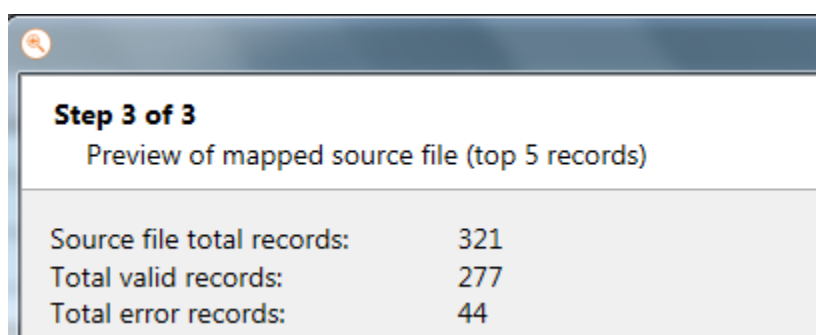 Step 3 of 3
Preview of mapped source file (top 5 records)
Source file total records: 321
Total valid records: 277
Total error records: 44